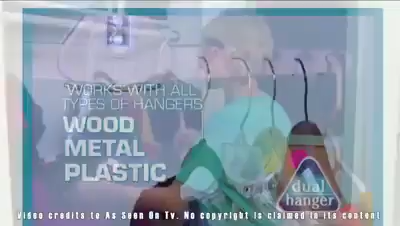 WORKS WITH ALL
TYPES OF HANGERS
WOOD
METAL
PLASTIC
dual
hanger
Video credits to As Seen On Tv. No copyright is claimed in its content